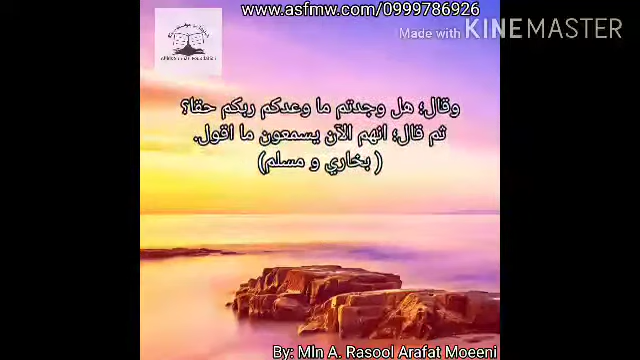 www.asfmw.com/0999786926
Made with KINEMASTER
وقال؛ هل وجدتم ما وعدكم ربكم حقا؟
ثم قال؛ انهم الآن يسمعون ما اقول.
( بخاري و مسلم)
By: Mln A. Rasool Arafat Moeeni